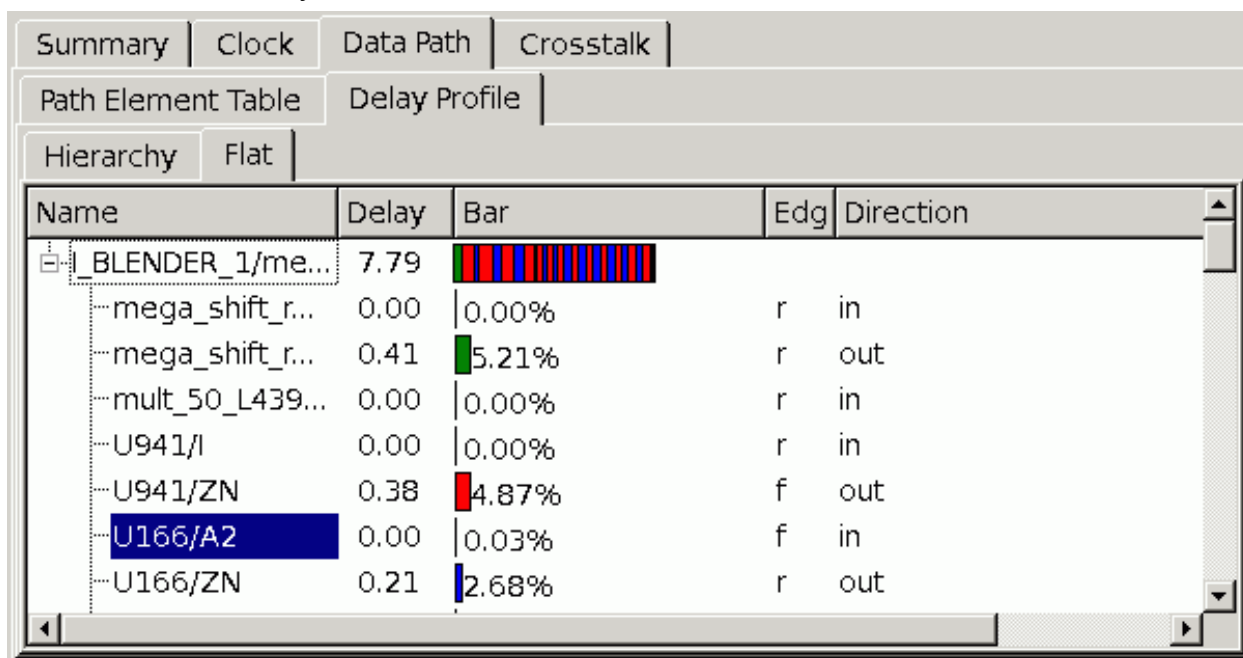 Summary Clock Data Path Crosstalk
Path Element Table Delay Profile
Hierarchy Flat
Name Delay Bar Edg Direction
I_BLENDER_1/me... 7.79
mega_shift_r... 0.00 0.00% r in
mega_shift_r... 0.41 5.21% r out
mult_50_L439... 0.00 0.00% r in
U941/I 0.00 0.00% r in
U941/ZN 0.38 4.87% f out
U166/A2 0.00 0.03% f in
U166/ZN 0.21 2.68% r out